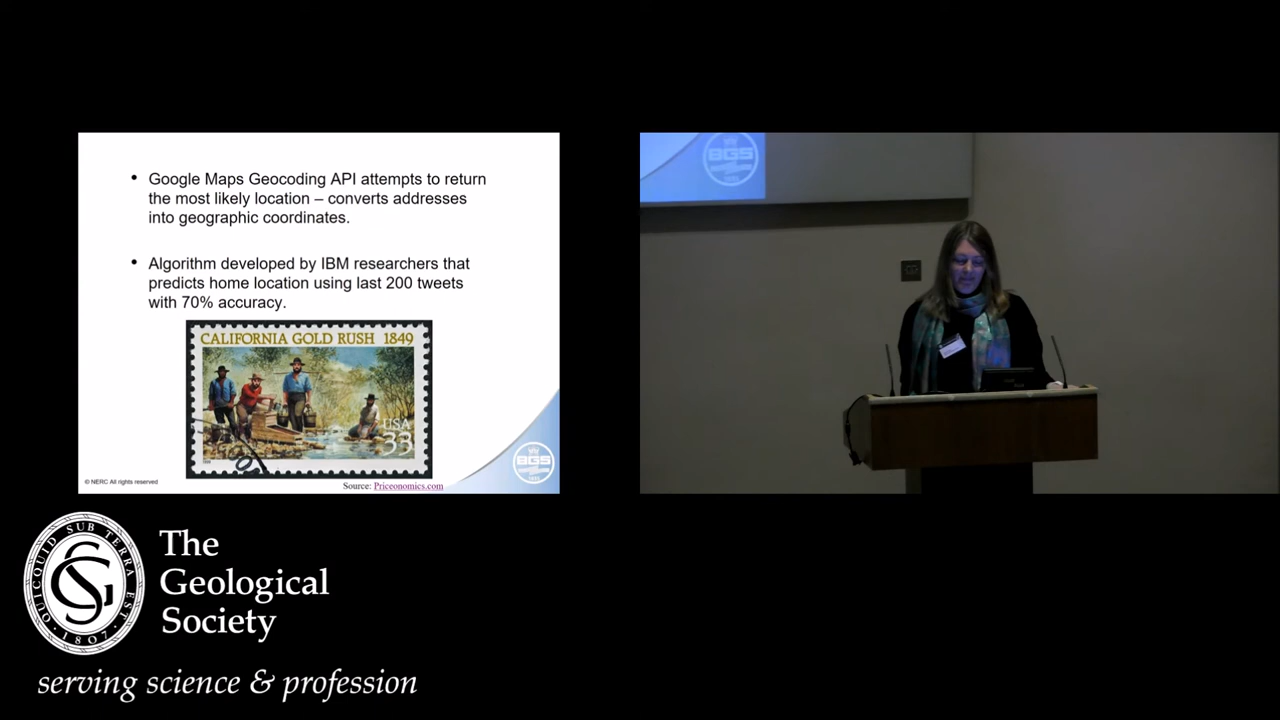 • Google Maps Geocoding API attempts to return
the most likely location – converts addresses
into geographic coordinates.
• Algorithm developed by IBM researchers that
predicts home location using last 200 tweets
with 70% accuracy.
CALIFORNIA GOLD RUSH 1849
USA
33
© NERC All rights reserved
Source: Priceonomics.com
BGS
BGS
QUICQUID SUB TERRA EST
1807
The
Geological
Society
serving science & profession